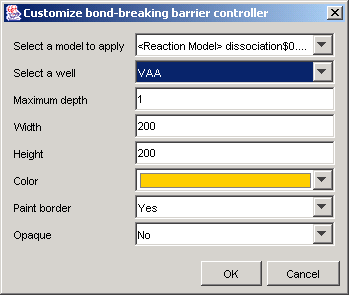 Customize bond-breaking barrier controller
Select a model to apply <Reaction Model> dissociation$0....
Select a well VAA
Maximum depth 1
Width 200
Height 200
Color
Paint border Yes
Opaque No
OK Cancel